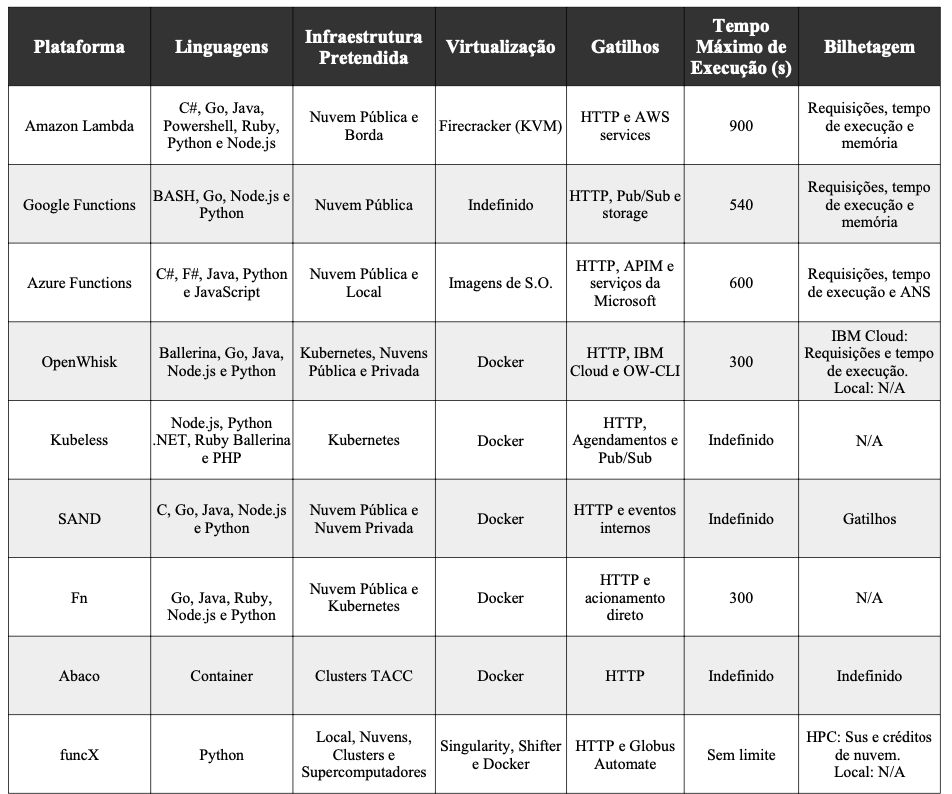 Plataforma
Linguagens
Infraestrutura
Pretendida
Virtualização
Gatilhos
Tempo
Máximo de
Execução (s)
Bilhetagem
Amazon Lambda
C#, Go, Java,
Powershell, Ruby,
Python e Node.js
Nuvem Pública e
Borda
Firecracker (KVM)
HTTP e AWS
services
900
Requisições, tempo
de execução e
memória
Google Functions
BASH, Go, Node.js e
Python
Nuvem Pública
Indefinido
HTTP, Pub/Sub e
storage
540
Requisições, tempo
de execução e
memória
Azure Functions
C#, F#, Java, Python
e JavaScript
Nuvem Pública e
Local
Imagens de S.O.
HTTP, APIM e
serviços da
Microsoft
600
Requisições, tempo
de execução e ANS
OpenWhisk
Ballerina, Go, Java,
Node.js e Python
Kubernetes, Nuvens
Pública e Privada
Docker
HTTP, IBM
Cloud e OW-CLI
300
IBM Cloud:
Requisições e tempo
de execução.
Local: N/A
Kubeless
Node.js, Python
.NET, Ruby Ballerina
e PHP
Kubernetes
Docker
HTTP,
Agendamentos e
Pub/Sub
Indefinido
N/A
SAND
C, Go, Java, Node.js
e Python
Nuvem Pública e
Nuvem Privada
Docker
HTTP e eventos
internos
Indefinido
Gatilhos
Fn
Go, Java, Ruby,
Node.js e Python
Nuvem Pública e
Kubernetes
Docker
HTTP e
acionamento
direto
300
N/A
Abaco
Container
Clusters TACC
Docker
HTTP
Indefinido
Indefinido
funcX
Python
Local, Nuvens,
Clusters e
Supercomputadores
Singularity, Shifter
e Docker
HTTP e Globus
Automate
Sem limite
HPC: Sus e créditos
de nuvem.
Local: N/A